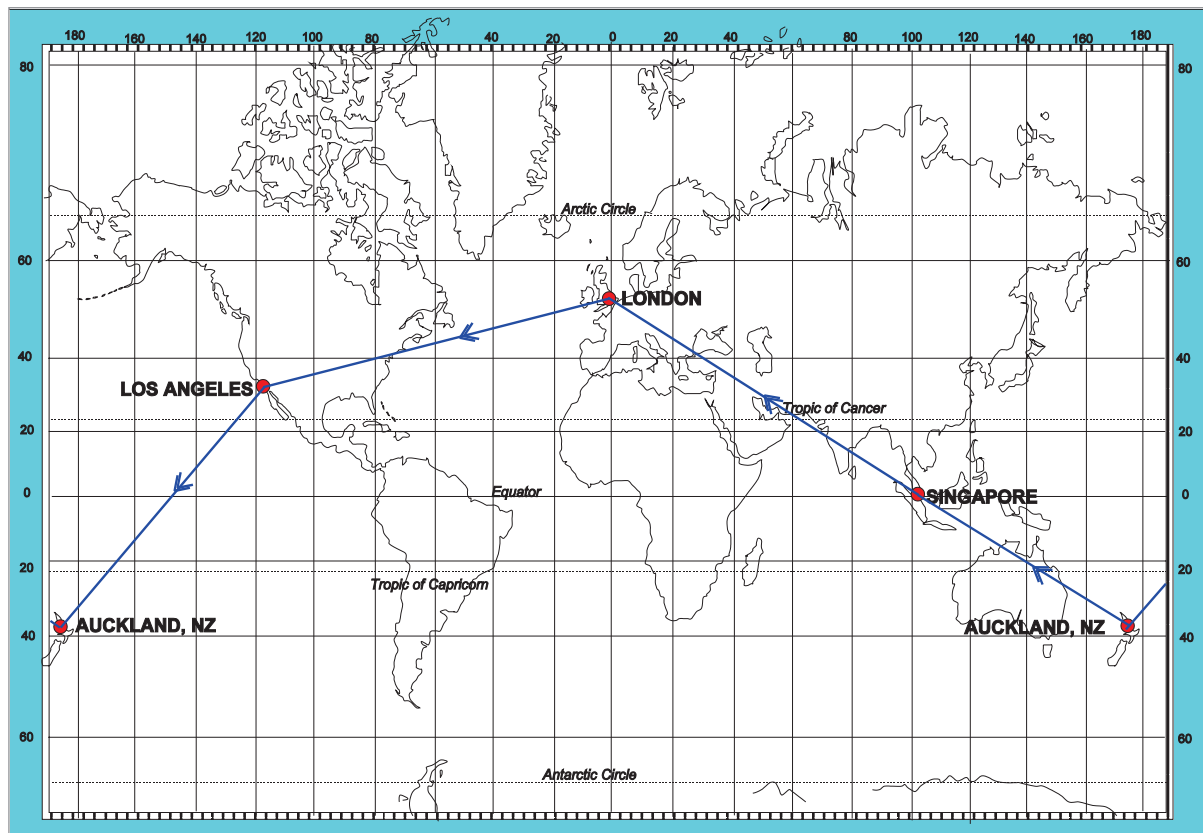 180 160 140 120 100 80 60 20 0 20 40 80 100 120 140 160 180
80 80
Arctic Circle
60 60
LONDON
40 40
LOS ANGELES
Tropic of Cancer
20 20
Equator
0 0
SINGAPORE
20 20
Tropic of Capricorn
AUCKLAND, NZ AUCKLAND, NZ
40 40
60 60
Antarctic Circle